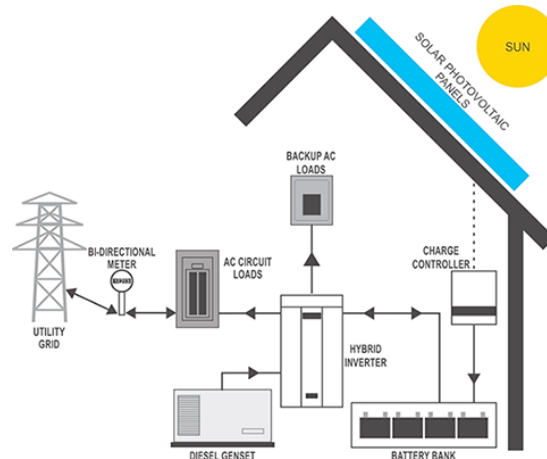 SUN
SOLAR PHOTOVOLTAIC
PANELS
BACKUP AC
LOADS
BI-DIRECTIONAL
METER
AC CIRCUIT
LOADS
CHARGE
CONTROLLER
UTILITY
GRID
HYBRID
INVERTER
DIESEL GENSET
BATTERY BANK